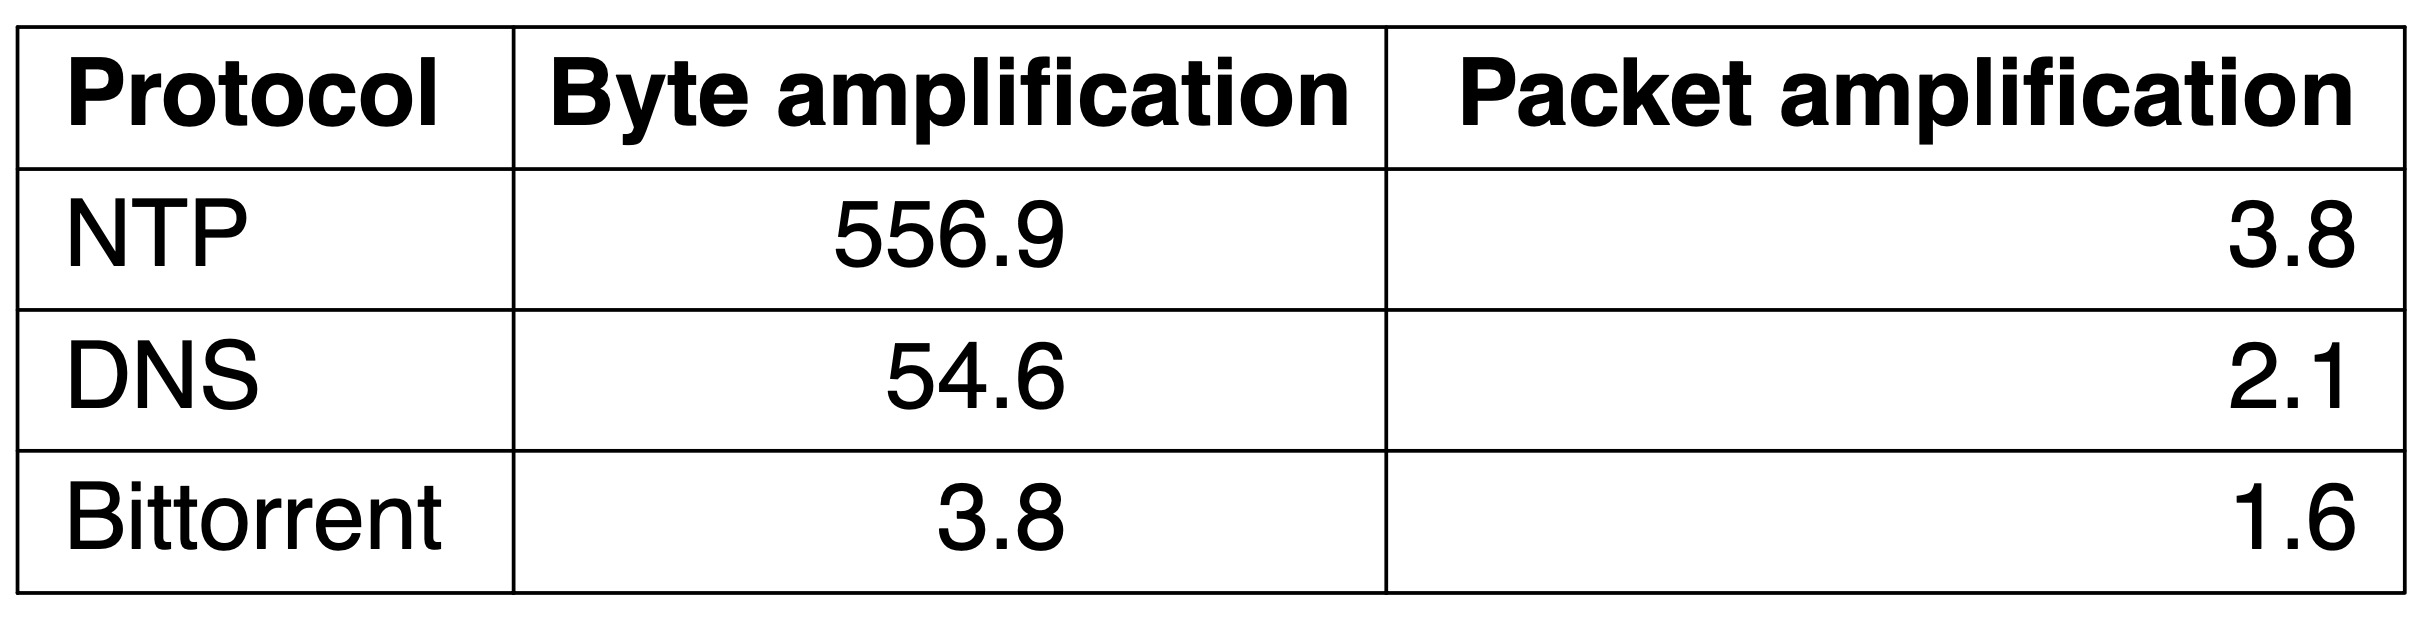 Protocol Byte amplification Packet amplification
NTP 556.9 3.8
DNS 54.6 2.1
Bittorrent 3.8 1.6